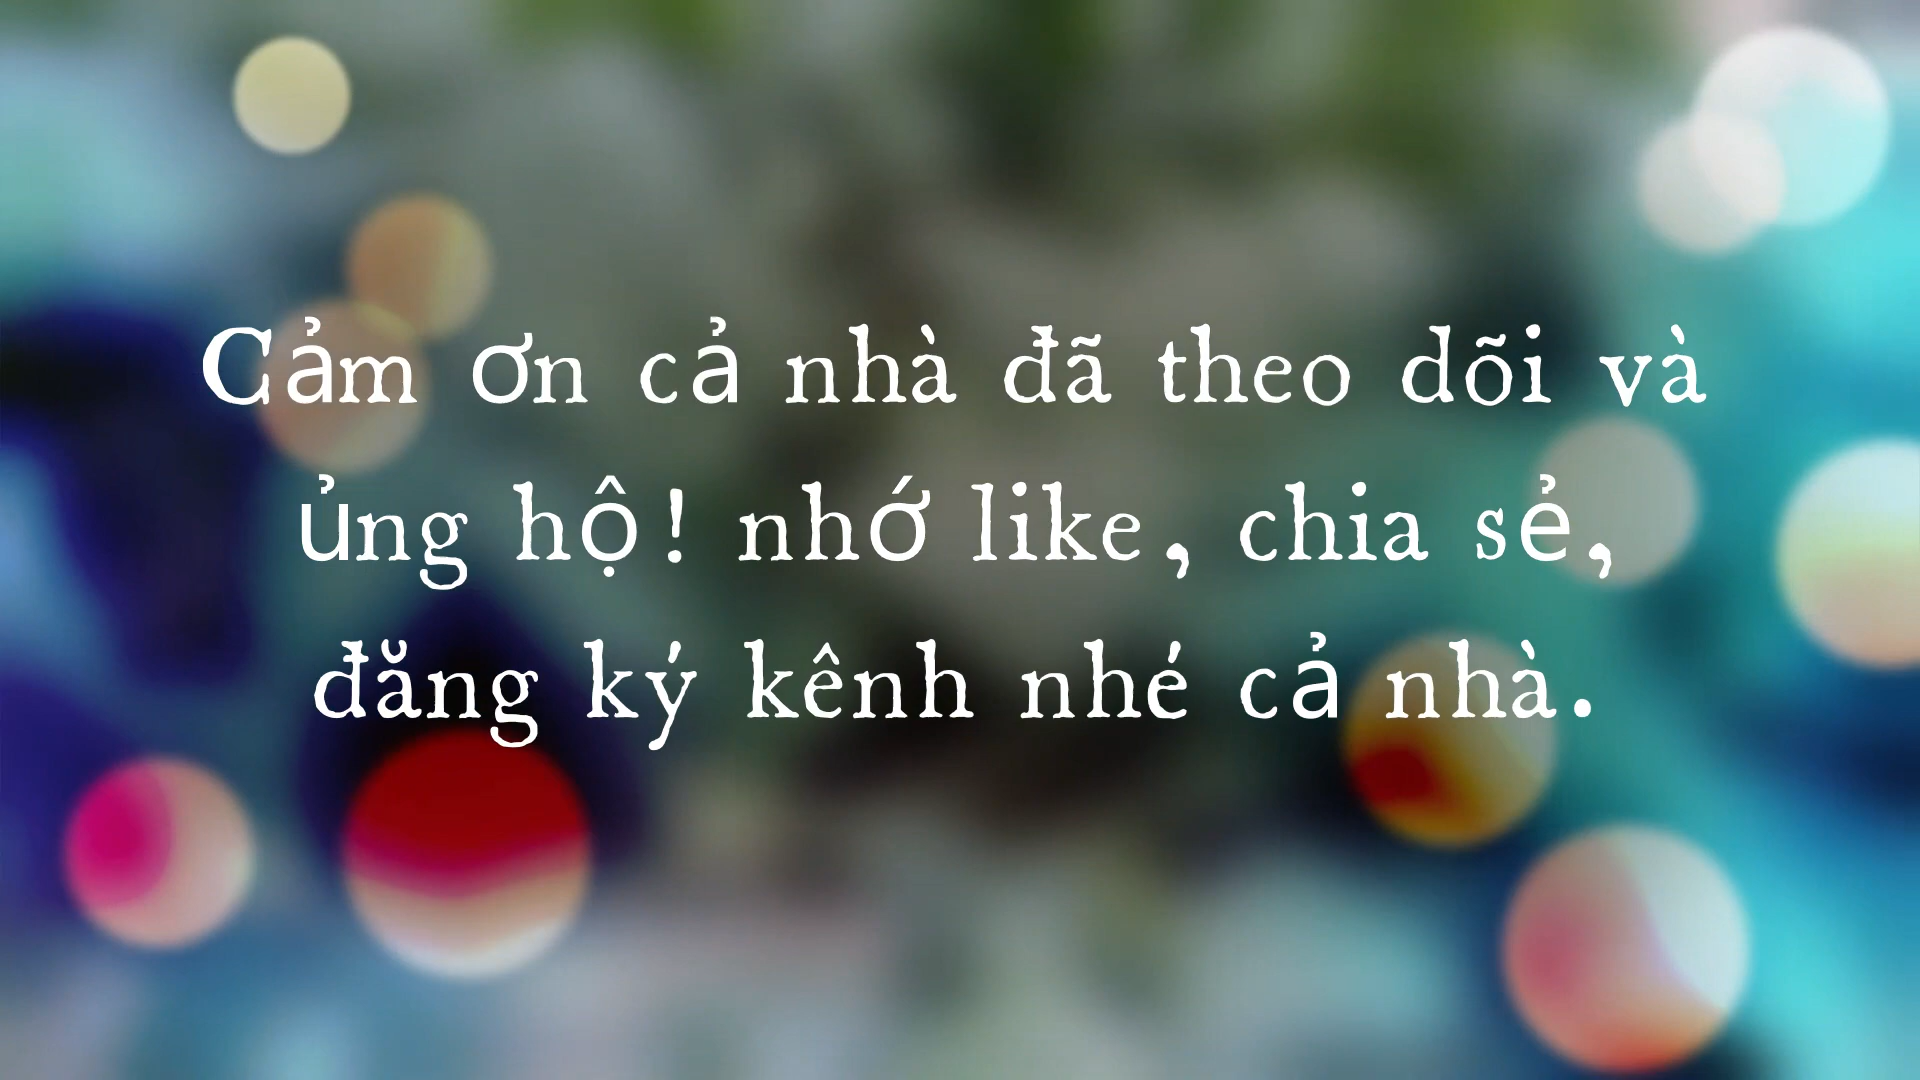 Cảm ơn cả nhà đã theo dõi và
ủng hộ! nhớ like, chia sẻ,
đăng ký kênh nhé cả nhà.